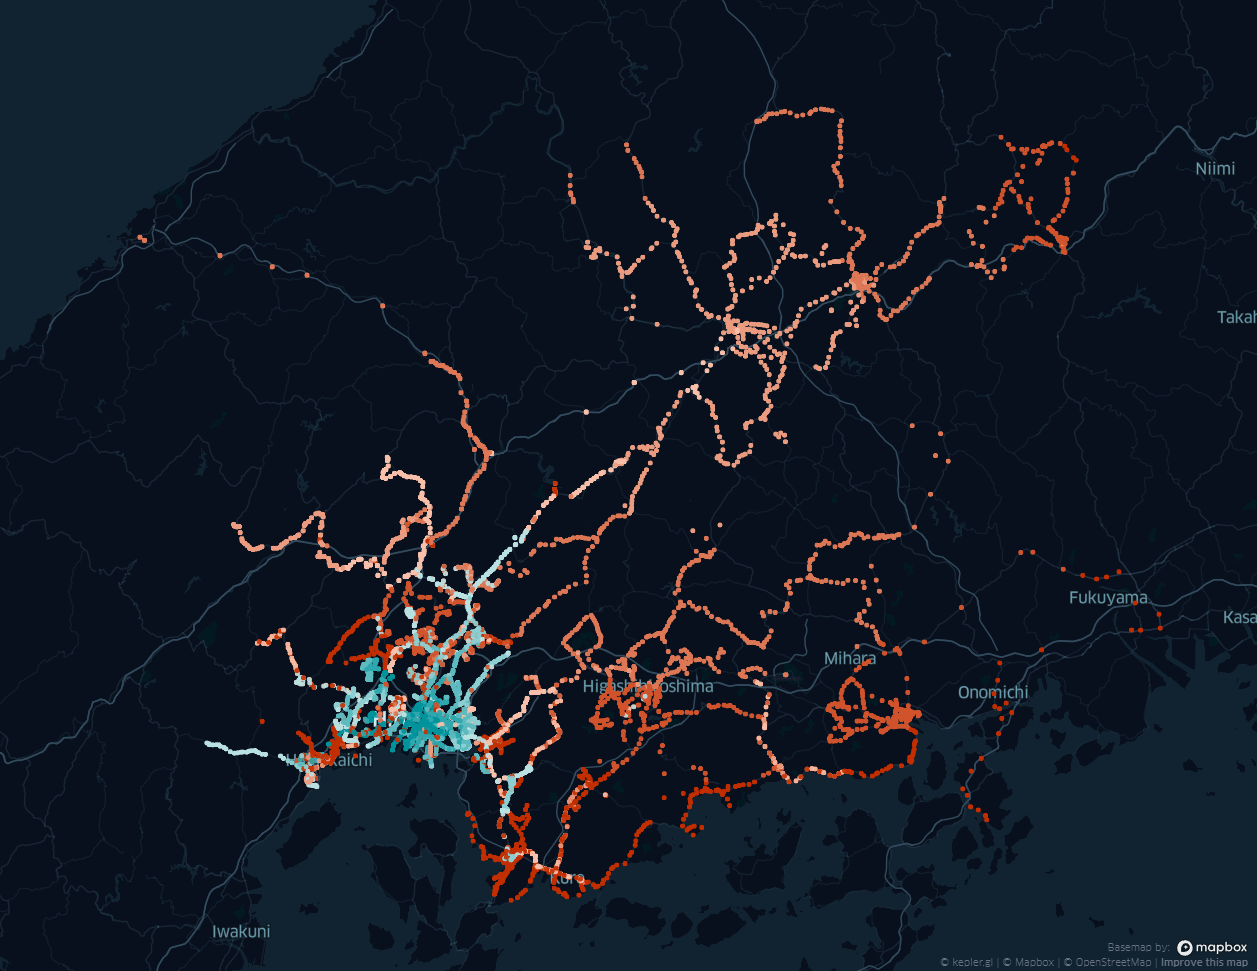 Niimi
Takah
Fukuyama
Kasa
Mihara
Higashihiroshima
Onomichi
Hatsukaichi
Kure
Iwakuni
Basemap by: mapbox
© kepler.gl | © Mapbox | © OpenStreetMap | Improve this map